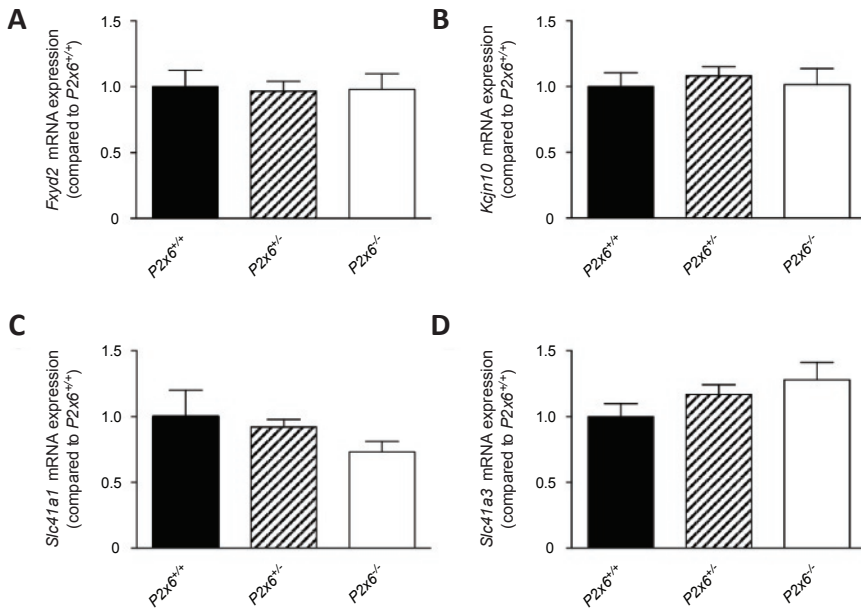 A
Fxyd2 mRNA expression
(compared to P2x6+/+)
1.5
1.0
0.5
0
P2x6+/+
P2x6+/-
P2x6-/-
B
Kcjn10 mRNA expression
(compared to P2x6+/+)
1.5
1.0
0.5
0
P2x6+/+
P2x6+/-
P2x6-/-
C
Slc41a1 mRNA expression
(compared to P2x6+/+)
1.5
1.0
0.5
0
P2x6+/+
P2x6+/-
P2x6-/-
D
Slc41a3 mRNA expression
(compared to P2x6+/+)
1.5
1.0
0.5
0
P2x6+/+
P2x6+/-
P2x6-/-